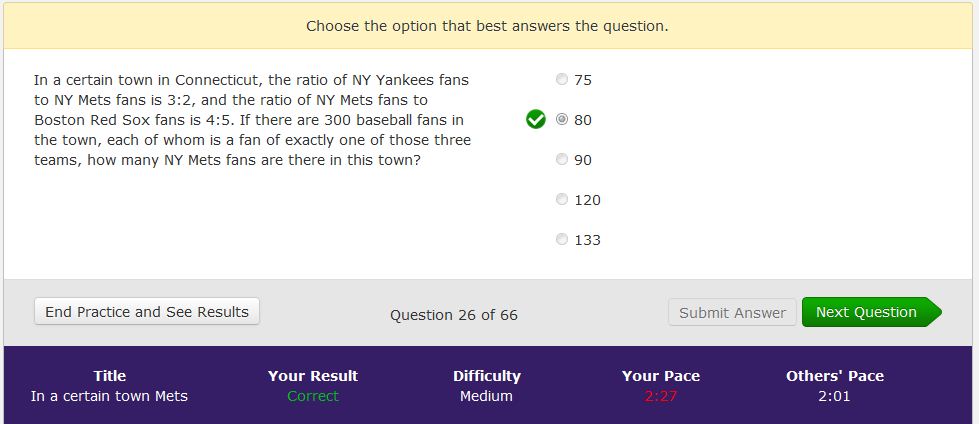 Choose the option that best answers the question.
In a certain town in Connecticut, the ratio of NY Yankees fans
to NY Mets fans is 3:2, and the ratio of NY Mets fans to
Boston Red Sox fans is 4:5. If there are 300 baseball fans in
the town, each of whom is a fan of exactly one of those three
teams, how many NY Mets fans are there in this town?
75
80
90
120
133
End Practice and See Results
Question 26 of 66
Submit Answer
Next Question
Title
Your Result
Difficulty
Your Pace
Others' Pace
In a certain town Mets
Correct
Medium
2:27
2:01